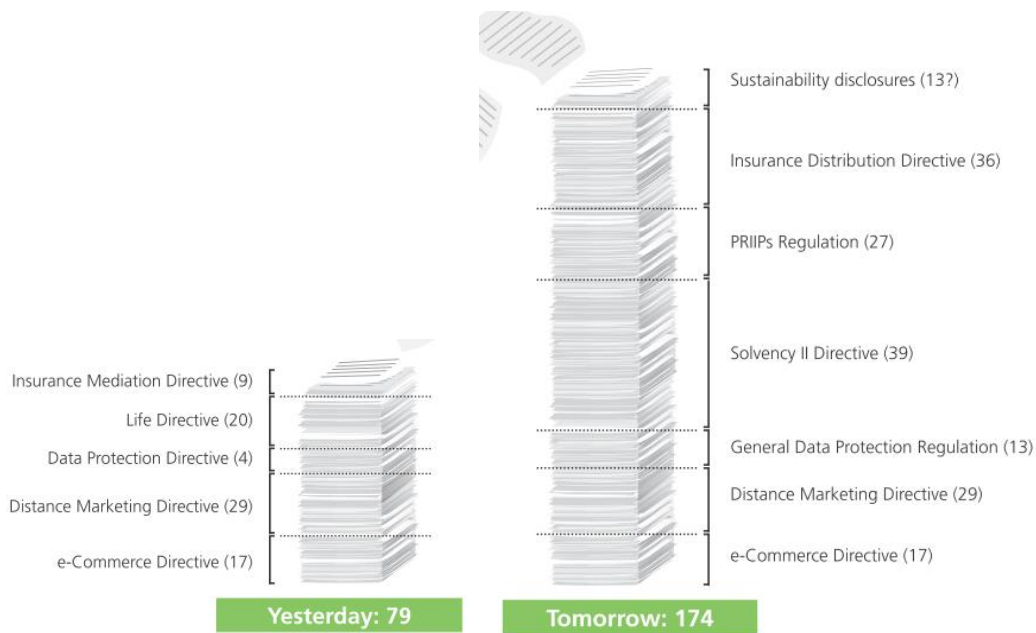 Insurance Mediation Directive (9)
Life Directive (20)
Data Protection Directive (4)
Distance Marketing Directive (29)
e-Commerce Directive (17)
Yesterday: 79
Sustainability disclosures (13?)
Insurance Distribution Directive (36)
PRIIPs Regulation (27)
Solvency II Directive (39)
General Data Protection Regulation (13)
Distance Marketing Directive (29)
e-Commerce Directive (17)
Tomorrow: 174